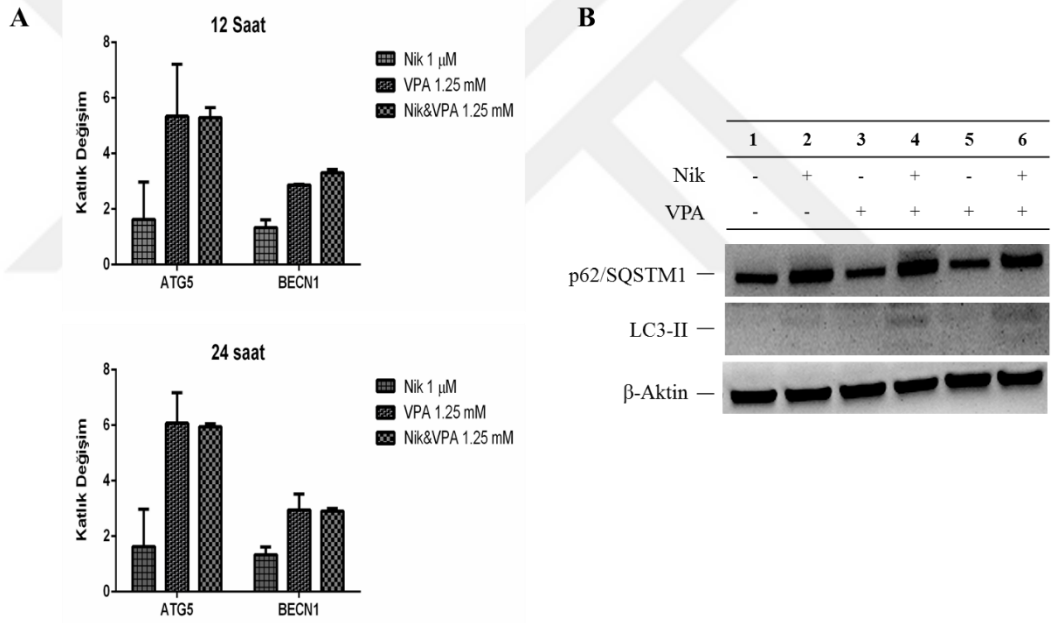 A
12 Saat
Katlık Değişim
8
6
4
2
0
ATG5 BECN1
Nik 1 μM
VPA 1.25 mM
Nik&VPA 1.25 mM
24 saat
Katlık Değişim
8
6
4
2
0
ATG5 BECN1
Nik 1 μM
VPA 1.25 mM
Nik&VPA 1.25 mM
B
1 2 3 4 5 6
Nik - + - + - +
VPA - - + + + +
p62/SQSTM1
LC3-II
β-Aktin